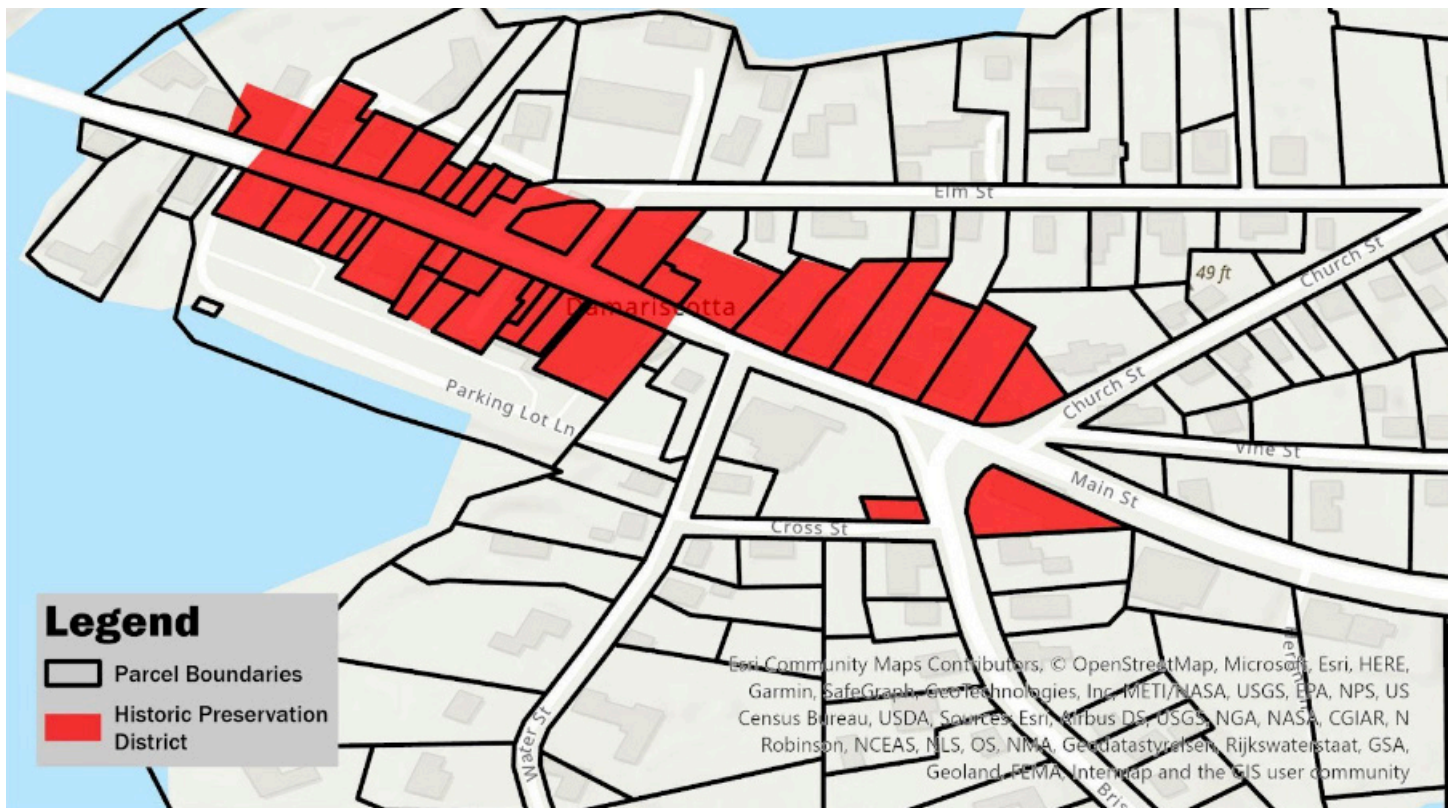 Elm St
Church St
49 ft
Damariscotta
Parking Lot Ln
Church St
Vine St
Main St
Cross St
Water St
Legend
Parcel Boundaries
Historic Preservation
District
Esri Community Maps Contributors, © OpenStreetMap, Microsoft, Esri, HERE,
Garmin, SafeGraph, GeoTechnologies, Inc, METI/NASA, USGS, EPA, NPS, US
Census Bureau, USDA, Sources: Esri, Airbus DS, USGS, NGA, NASA, CGIAR, N
Robinson, NCEAS, NLS, OS, NMA, Geodatastyrelsen, Rijkswaterstaat, GSA,
Geoland, FEMA, Intermap and the GIS user community